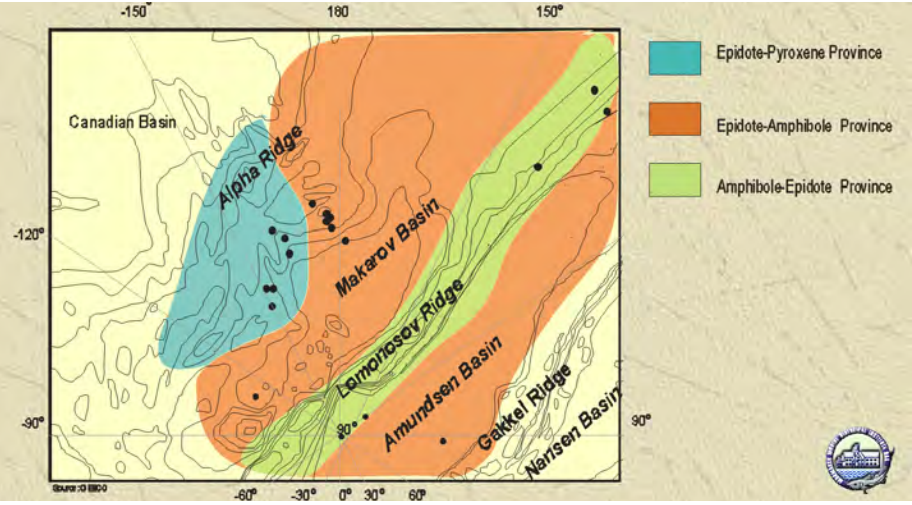 -150°
180
150°
Epidote-Pyroxene Province
Canadian Basin
Epidote-Amphibole Province
Alpha Ridge
Amphibole-Epidote Province
-120°
Makarov Basin
Lomonosov Ridge
Amundsen Basin
Gakkel Ridge
Nansen Basin
-90°
90°
90°
-60°
-30°
0°
30°
60°